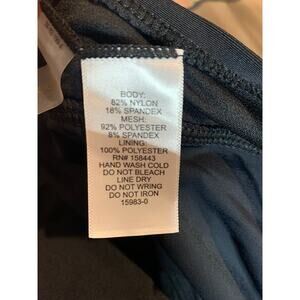 BODY:
82% NYLON
18% SPANDEX
MESH:
92% POLYESTER
8% SPANDEX
LINING:
100% POLYESTER
RN# 158443
HAND WASH COLD
DO NOT BLEACH
LINE DRY
DO NOT WRING
DO NOT IRON
15983-0